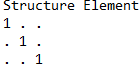 Structure Element
1 . .
. 1 .
. . 1